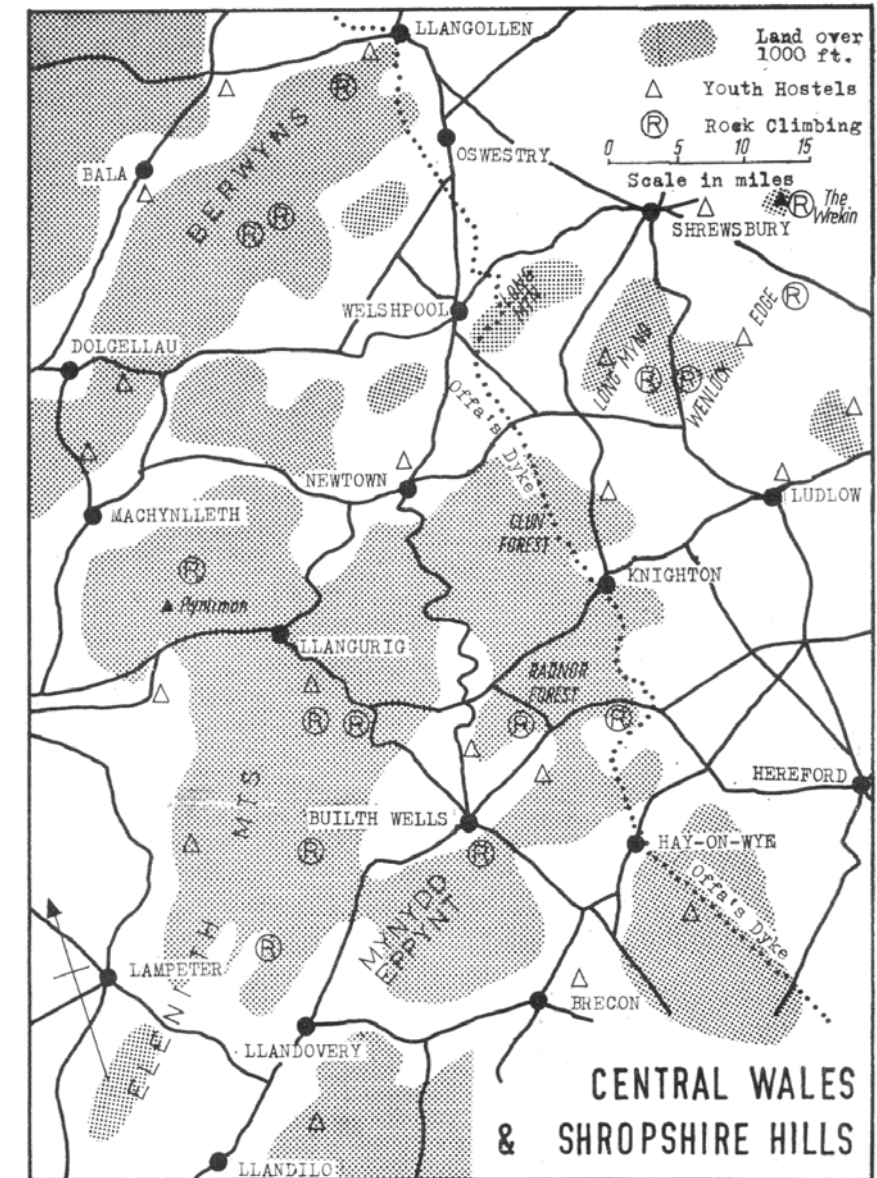 LLANGOLLEN
Land over
1000 ft.
Youth Hostels
R
R
Rock Climbing
0 5 10 15
Scale in miles
OSWESTRY
BERWYNS
BALA
R
R
R
The
Wrekin
SHREWSBURY
LONG
MTN
WELSHPOOL
R
EDGE
DOLGELLAU
LONG MYND
R
R
WENLOCK
Offa's Dyke
NEWTOWN
LUDLOW
MACHYNLLETH
CLUN
FOREST
R
KNIGHTON
Plynlimon
LLANGURIG
RADNOR
FOREST
R
R
R
R
HEREFORD
MTS
BUILTH WELLS
R
R
HAY-ON-WYE
Offa's Dyke
MYNYDD
EPPYNT
R
LAMPETER
ELENITH
BRECON
LLANDOVERY
CENTRAL WALES
& SHROPSHIRE HILLS
LLANDILO